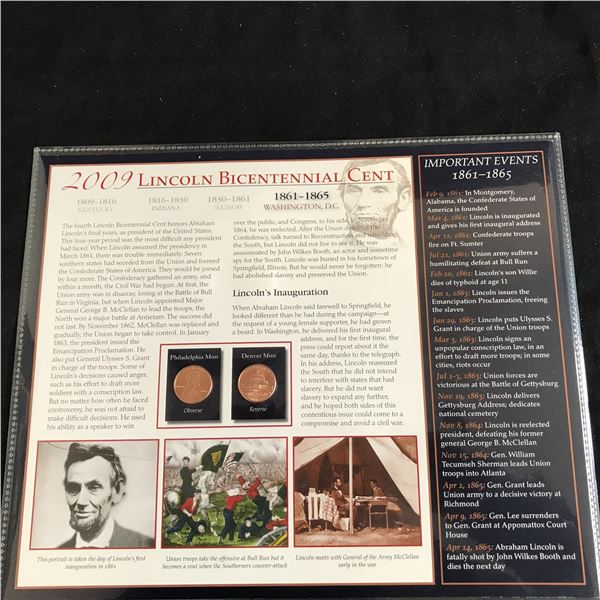 2009 LINCOLN BICENTENNIAL CENT
1809–1816
KENTUCKY
1816–1830
INDIANA
1830–1861
ILLINOIS
1861–1865
WASHINGTON, D.C.
The fourth Lincoln Bicentennial Cent honors Abraham
Lincoln's final years, as president of the United States.
This four-year period was the most difficult any president
had faced. When Lincoln assumed the presidency in
March 1861, there was trouble immediately. Seven
southern states had seceded from the Union and formed
the Confederate States of America. They would be joined
by four more. The Confederacy gathered an army; and
within a month, the Civil War had begun. At first, the
Union army was in disarray, losing at the Battle of Bull
Run in Virginia, but when Lincoln appointed Major
General George B. McClellan to lead the troops, the
North won a major battle at Antietam. The success did
not last. By November 1862, McClellan was replaced and
gradually, the Union began to take control. In January
1863, the president issued the
Emancipation Proclamation. He
also put General Ulysses S. Grant
in charge of the troops. Some of
Lincoln's decisions caused anger,
such as his effort to draft more
soldiers with a conscription law.
But no matter how often he faced
controversy, he was not afraid to
make difficult decisions. He used
his ability as a speaker to win
over the public, and Congress, to his side. In November
1864, he was reelected. After the Union defeated the
Confederacy, talk turned to Reconstruction and rebuilding
the South, but Lincoln did not live to see it. He was
assassinated by John Wilkes Booth, an actor and sometime
spy for the South. Lincoln was buried in his hometown of
Springfield, Illinois. But he would never be forgotten: he
had abolished slavery and preserved the Union.
Lincoln's Inauguration
When Abraham Lincoln said farewell to Springfield, he
looked different than he had during the campaign—at
the request of a young female supporter, he had grown
a beard. In Washington, he delivered his first inaugural
address, and for the first time, the
press could report about it the
same day, thanks to the telegraph.
In his address, Lincoln reassured
the South that he did not intend
to interfere with states that had
slavery. But he did not want
slavery to expand any further,
and he hoped both sides of this
contentious issue could come to a
compromise and avoid a civil war.
Philadelphia Mint
Obverse
Denver Mint
Reverse
This portrait is taken the day of Lincoln's first
inauguration in 1861
Union troops take the offensive at Bull Run but it
becomes a rout when the Southerners counter-attack
Lincoln meets with General of the Army McClellan
early in the war
IMPORTANT EVENTS
1861–1865
Feb 9, 1861: In Montgomery,
Alabama, the Confederate States of
America is founded
Mar 4, 1861: Lincoln is inaugurated
and gives his first inaugural address
Apr 12, 1861: Confederate troops
fire on Ft. Sumter
Jul 21, 1861: Union army suffers a
humiliating defeat at Bull Run
Feb 20, 1862: Lincoln's son Willie
dies of typhoid at age 11
Jan 1, 1863: Lincoln issues the
Emancipation Proclamation, freeing
the slaves
Jan 29, 1863: Lincoln puts Ulysses S.
Grant in charge of the Union troops
Mar 3, 1863: Lincoln signs an
unpopular conscription law, in an
effort to draft more troops; in some
cities, riots occur
Jul 1–3, 1863: Union forces are
victorious at the Battle of Gettysburg
Nov 19, 1863: Lincoln delivers
Gettysburg Address; dedicates
national cemetery
Nov 8, 1864: Lincoln is reelected
president, defeating his former
general George B. McClellan
Nov 15, 1864: Gen. William
Tecumseh Sherman leads Union
troops into Atlanta
Apr 2, 1865: Gen. Grant leads
Union army to a decisive victory at
Richmond
Apr 9, 1865: Gen. Lee surrenders
to Gen. Grant at Appomattox Court
House
Apr 14, 1865: Abraham Lincoln is
fatally shot by John Wilkes Booth and
dies the next day